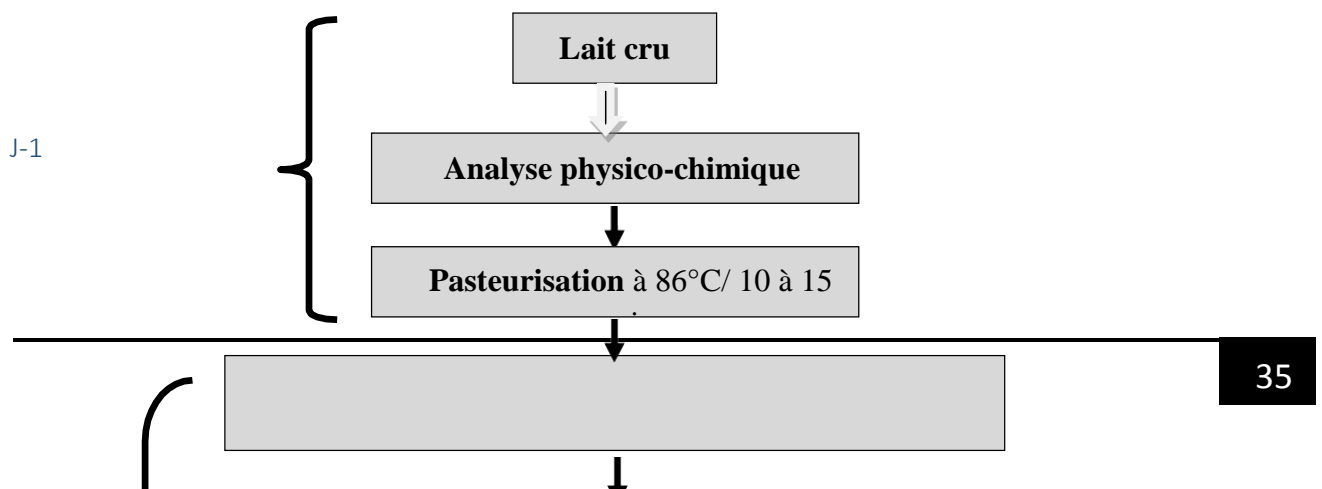 Lait cru
J-1
Analyse physico-chimique
Pasteurisation à 86°C/ 10 à 15
.
35